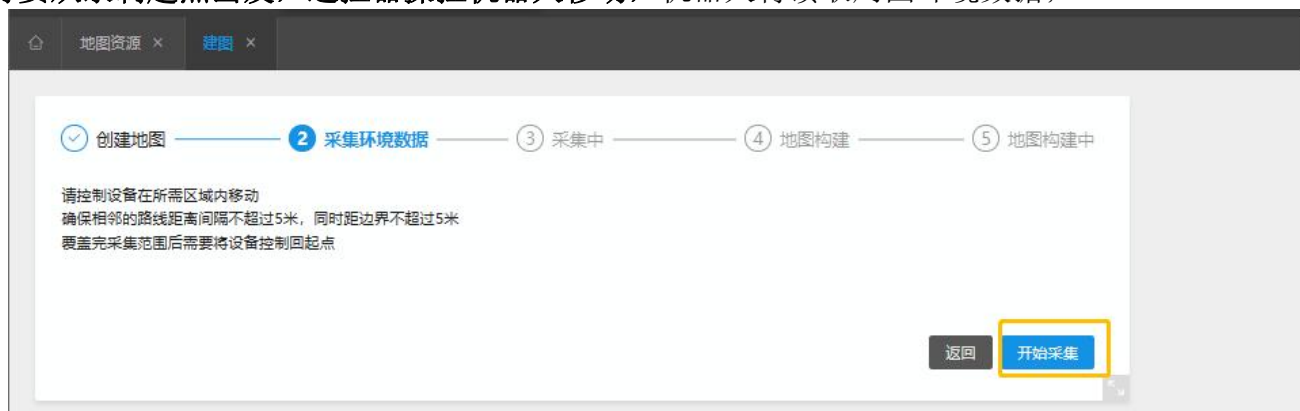 地图资源 ×
建图 ×
创建地图
2 采集环境数据
3 采集中
4 地图构建
5 地图构建中
请控制设备在所需区域内移动
确保相邻的路线距离间隔不超过5米，同时距边界不超过5米
覆盖完采集范围后需要将设备控制回起点
返回
开始采集